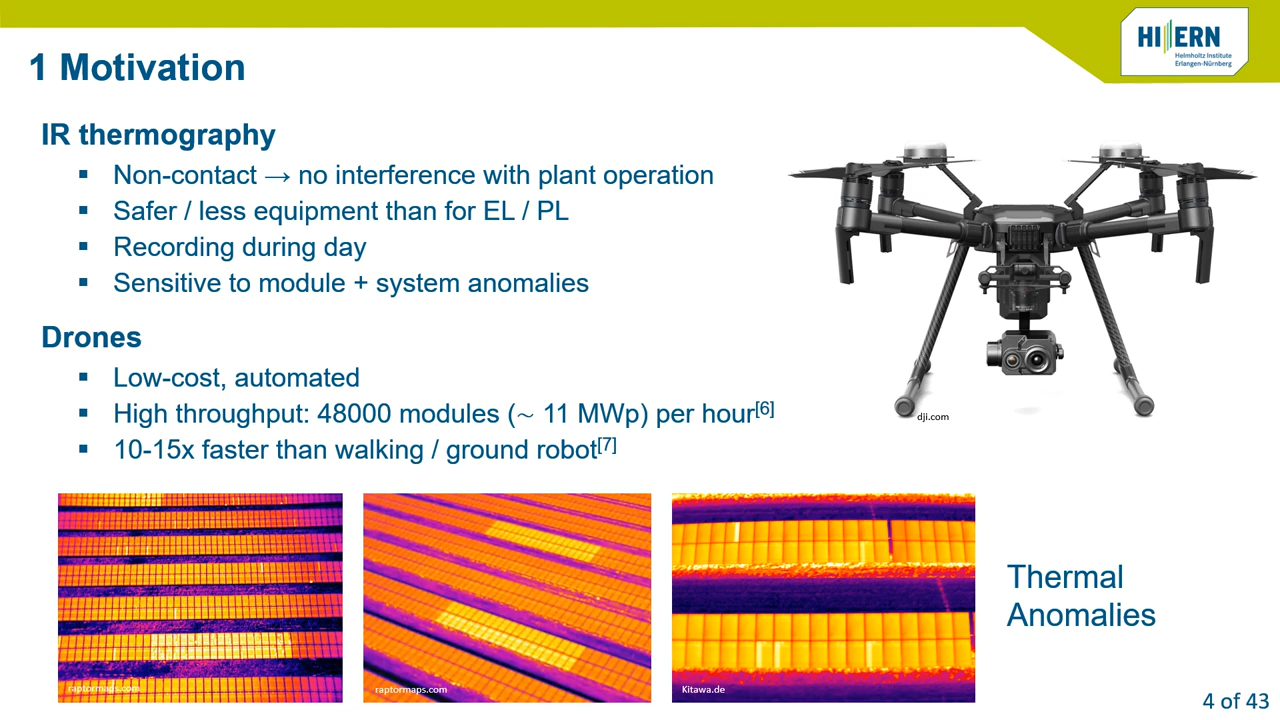 HI ERN
Helmholtz Institute
Erlangen-Nürnberg
1 Motivation
IR thermography
▪ Non-contact → no interference with plant operation
▪ Safer / less equipment than for EL / PL
▪ Recording during day
▪ Sensitive to module + system anomalies
Drones
▪ Low-cost, automated
▪ High throughput: 48000 modules (~ 11 MWp) per hour[6]
▪ 10-15x faster than walking / ground robot[7]
dji.com
raptormaps.com
raptormaps.com
Kitawa.de
Thermal
Anomalies
4 of 43